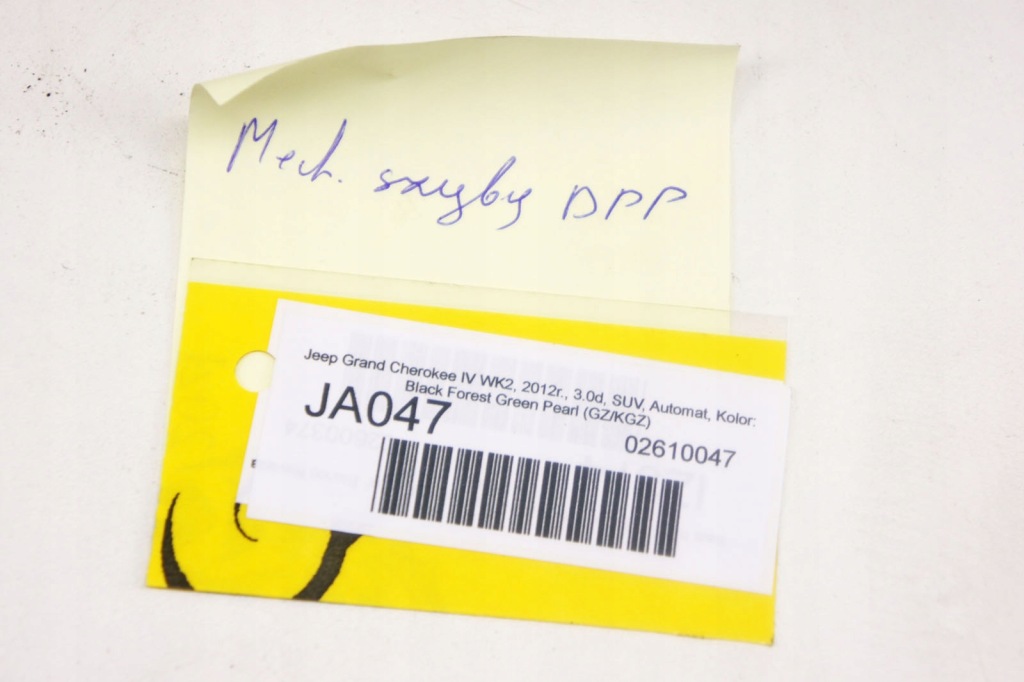 Mech. szyby DPP
Jeep Grand Cherokee IV WK2, 2012r., 3.0d, SUV, Automat, Kolor:
Black Forest Green Pearl (GZ/KGZ)
JA047
02610047